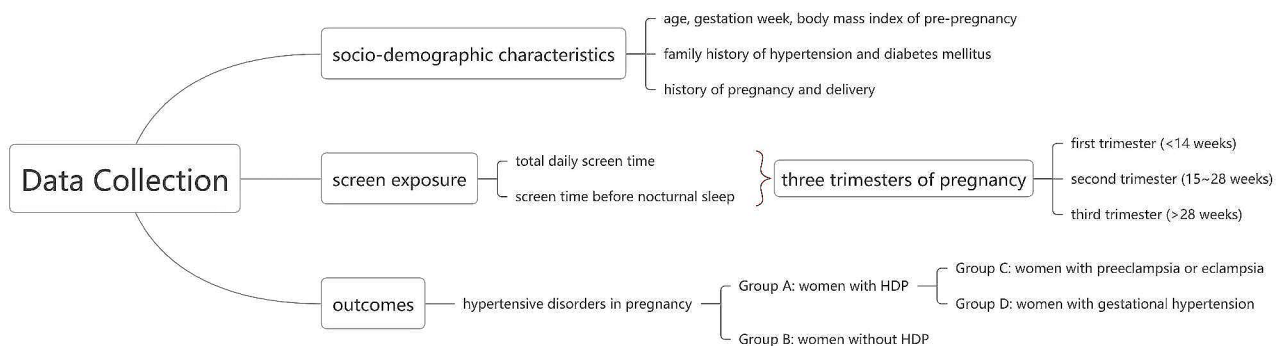 Data Collection
socio-demographic characteristics
age, gestation week, body mass index of pre-pregnancy
family history of hypertension and diabetes mellitus
history of pregnancy and delivery
screen exposure
total daily screen time
screen time before nocturnal sleep
three trimesters of pregnancy
first trimester (<14 weeks)
second trimester (15~28 weeks)
third trimester (>28 weeks)
outcomes
hypertensive disorders in pregnancy
Group A: women with HDP
Group C: women with preeclampsia or eclampsia
Group D: women with gestational hypertension
Group B: women without HDP